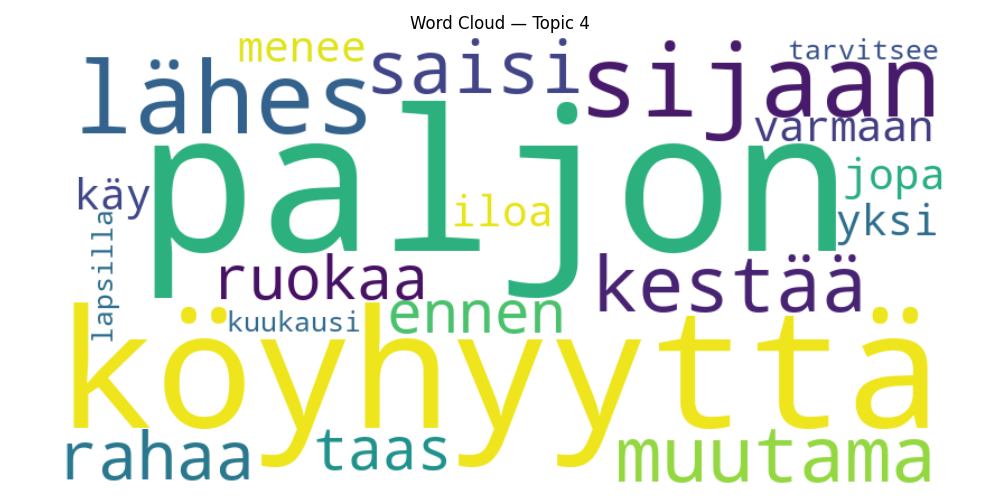 Word Cloud — Topic 4
menee
tarvitsee
saisi
sijaan
lähes
varmaan
paljon
jopa
käy
iloa
yksi
lapsilla
ruokaa
kestää
ennen
kuukausi
köyhyyttä
rahaa
taas
muutama